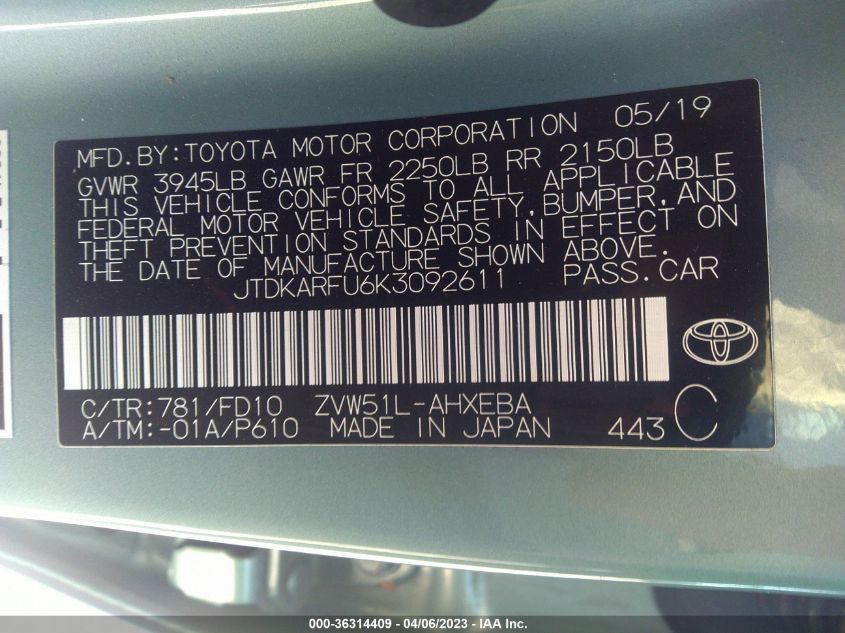 MFD.BY:TOYOTA MOTOR CORPORATION 05/19
GVWR 3945LB GAWR FR 2250LB RR 2150LB
THIS VEHICLE CONFORMS TO ALL APPLICABLE
FEDERAL MOTOR VEHICLE SAFETY,BUMPER,AND
THEFT PREVENTION STANDARDS IN EFFECT ON
THE DATE OF MANUFACTURE SHOWN ABOVE.
JTDKARFU6K3092611 PASS.CAR
C/TR:781/FD10 ZVW51L-AHXEBA
A/TM:-01A/P610 MADE IN JAPAN 443 C
000-36314409 - 04/06/2023 - IAA Inc.